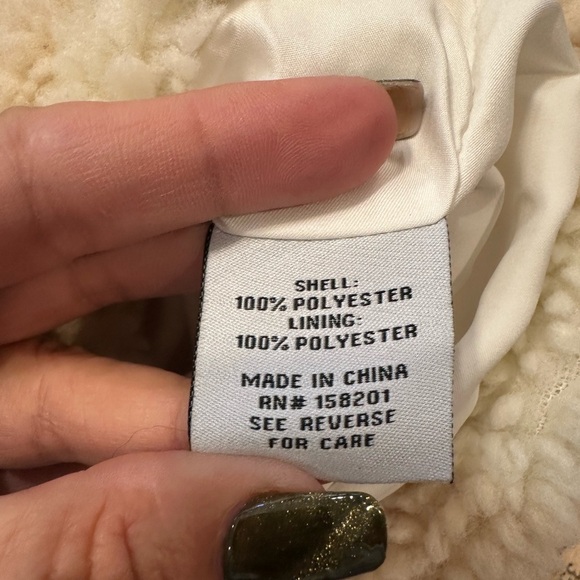 SHELL:
100% POLYESTER
LINING:
100% POLYESTER
MADE IN CHINA
RN# 158201
SEE REVERSE
FOR CARE